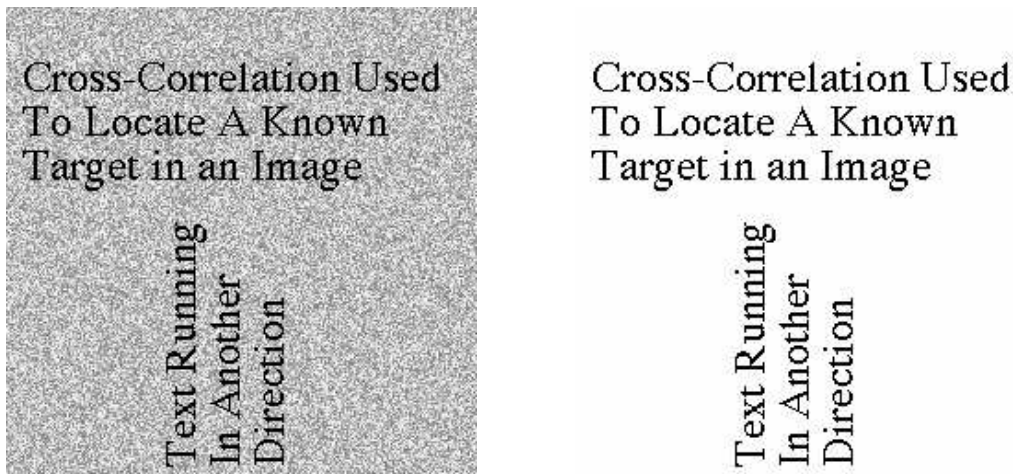 Cross-Correlation Used
To Locate A Known
Target in an Image
Text Running
In Another
Direction
Cross-Correlation Used
To Locate A Known
Target in an Image
Text Running
In Another
Direction